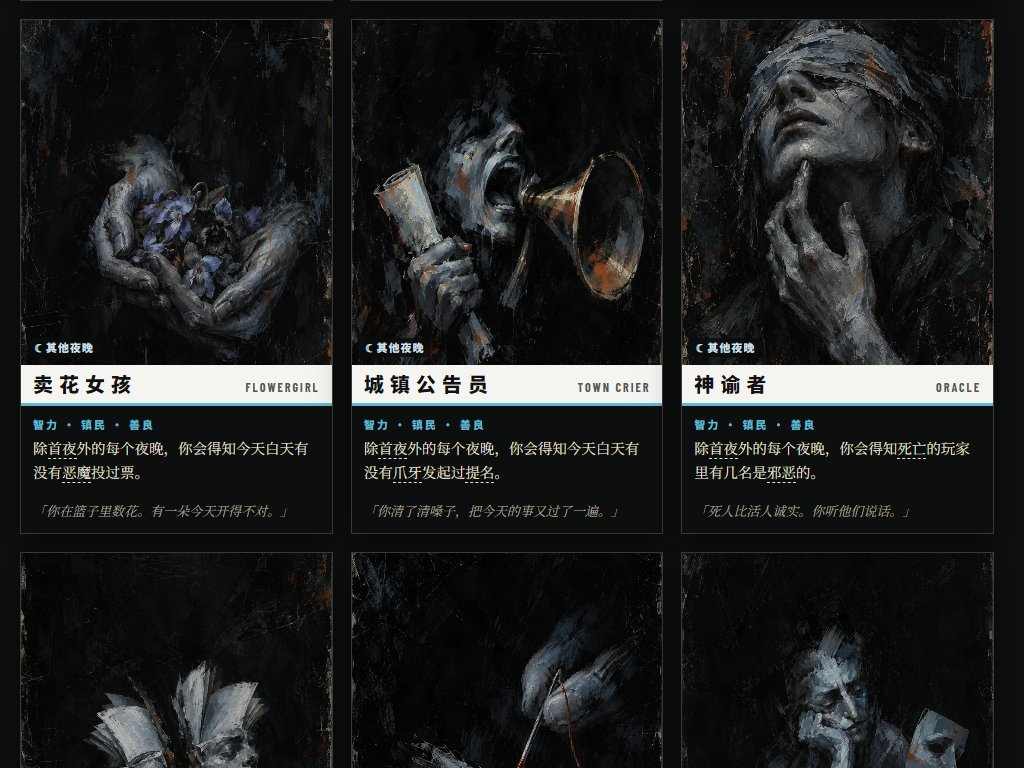 其他夜晚
卖花女孩 FLOWERGIRL
智力 · 镇民 · 善良
除首夜外的每个夜晚，你会得知今天白天有
没有恶魔投过票。
「你在篮子里数花。有一朵今天开得不对。」
其他夜晚
城镇公告员 TOWN CRIER
智力 · 镇民 · 善良
除首夜外的每个夜晚，你会得知今天白天有
没有爪牙发起过提名。
「你清了清嗓子，把今天的事又过了一遍。」
其他夜晚
神谕者 ORACLE
智力 · 镇民 · 善良
除首夜外的每个夜晚，你会得知死亡的玩家
里有几名是邪恶的。
「死人比活人诚实。你听他们说话。」